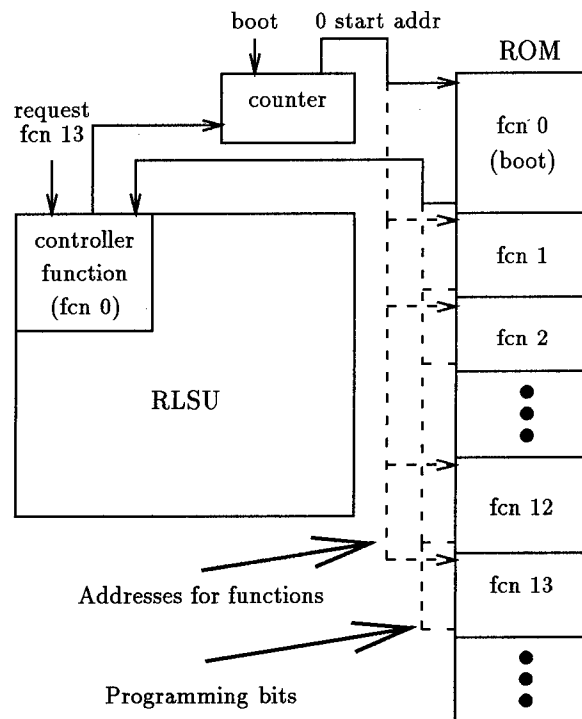 boot
0 start addr
ROM
counter
request
fcn 13
fcn 0
(boot)
controller
function
(fcn 0)
fcn 1
fcn 2
RLSU
fcn 12
Addresses for functions
fcn 13
Programming bits